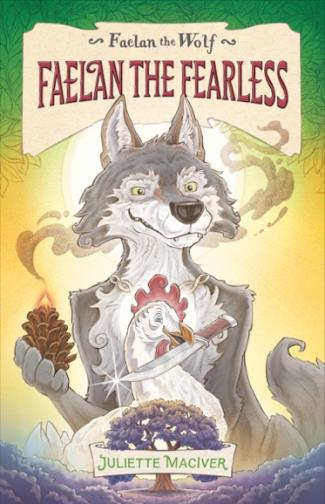 Faelan the Wolf
FAELAN THE FEARLESS
JULIETTE MACIVER